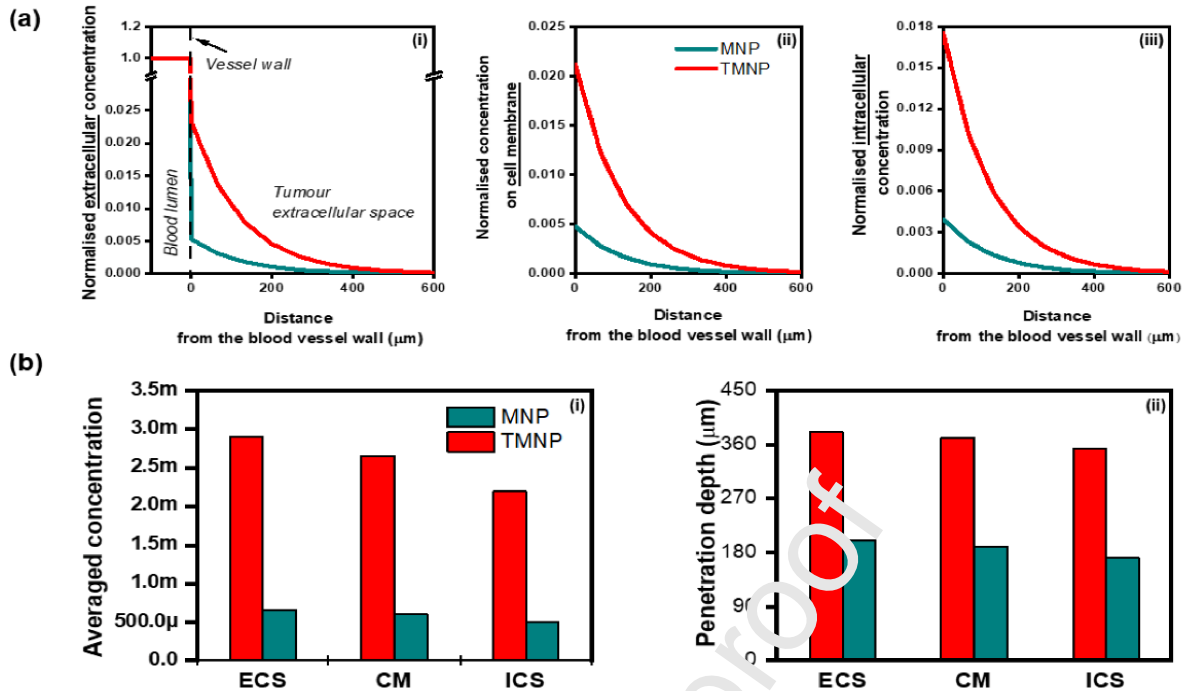 (a)
Normalised extracellular concentration
1.2
1.0
0.025
0.020
0.015
0.010
0.005
0.000
(i)
Vessel wall
Blood lumen
Tumour
extracellular space
0
200
400
600
Distance
from the blood vessel wall (μm)
Normalised concentration
on cell membrane
0.025
0.020
0.015
0.010
0.005
0.000
(ii)
MNP
TMNP
0
200
400
600
Distance
from the blood vessel wall (μm)
Normalised intracellular
concentration
0.018
0.015
0.012
0.009
0.006
0.003
0.000
(iii)
0
200
400
600
Distance
from the blood vessel wall (μm)
(b)
Averaged concentration
3.5m
3.0m
2.5m
2.0m
1.5m
1.0m
500.0μ
0.0
(i)
MNP
TMNP
ECS
CM
ICS
Penetration depth (μm)
450
360
270
180
90
0
(ii)
ECS
CM
ICS
proof